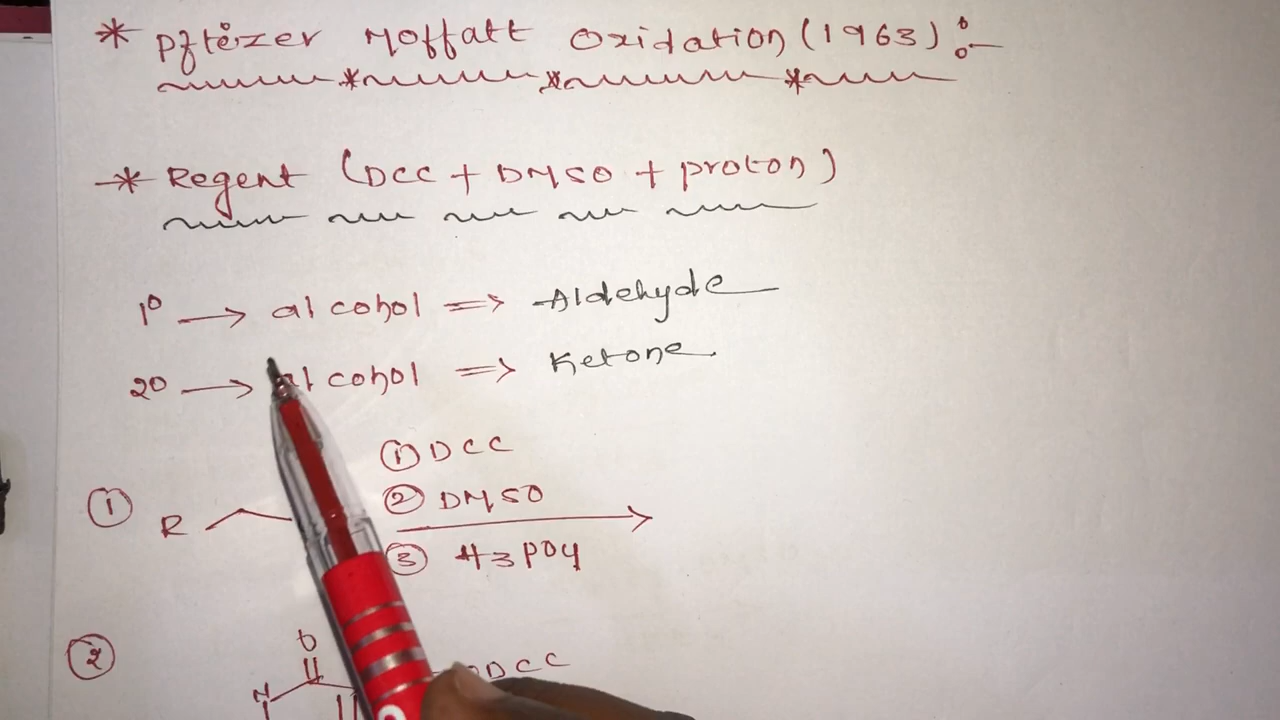 * Pfteizer Moffatt Oxidation (1963) :-
* Regent (DCC + DMSO + proton)
1° → alcohol ⇒ Aldehyde
2° → alcohol ⇒ Ketone.
① DCC
② DMSO
① R →
③ H3PO4
② O
DCC
N